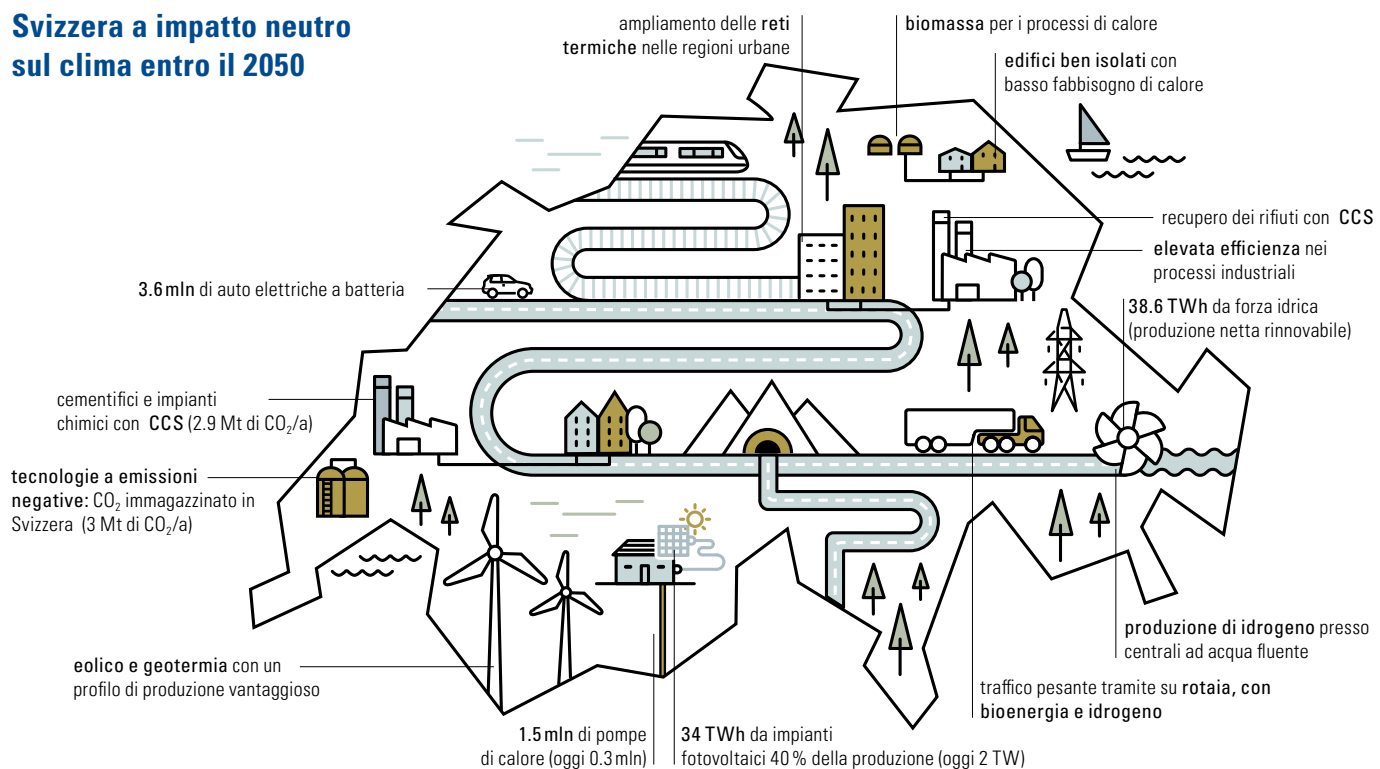 Svizzera a impatto neutro
sul clima entro il 2050
ampliamento delle reti
termiche nelle regioni urbane
biomassa per i processi di calore
edifici ben isolati con
basso fabbisogno di calore
recupero dei rifiuti con CCS
elevata efficienza nei
processi industriali
3.6 mln di auto elettriche a batteria
38.6 TWh da forza idrica
(produzione netta rinnovabile)
cementifici e impianti
chimici con CCS (2.9 Mt di CO₂/a)
tecnologie a emissioni
negative: CO₂ immagazzinato in
Svizzera (3 Mt di CO₂/a)
produzione di idrogeno presso
centrali ad acqua fluente
eolico e geotermia con un
profilo di produzione vantaggioso
traffico pesante tramite su rotaia, con
bioenergia e idrogeno
1.5 mln di pompe
di calore (oggi 0.3 mln)
34 TWh da impianti
fotovoltaici 40 % della produzione (oggi 2 TW)